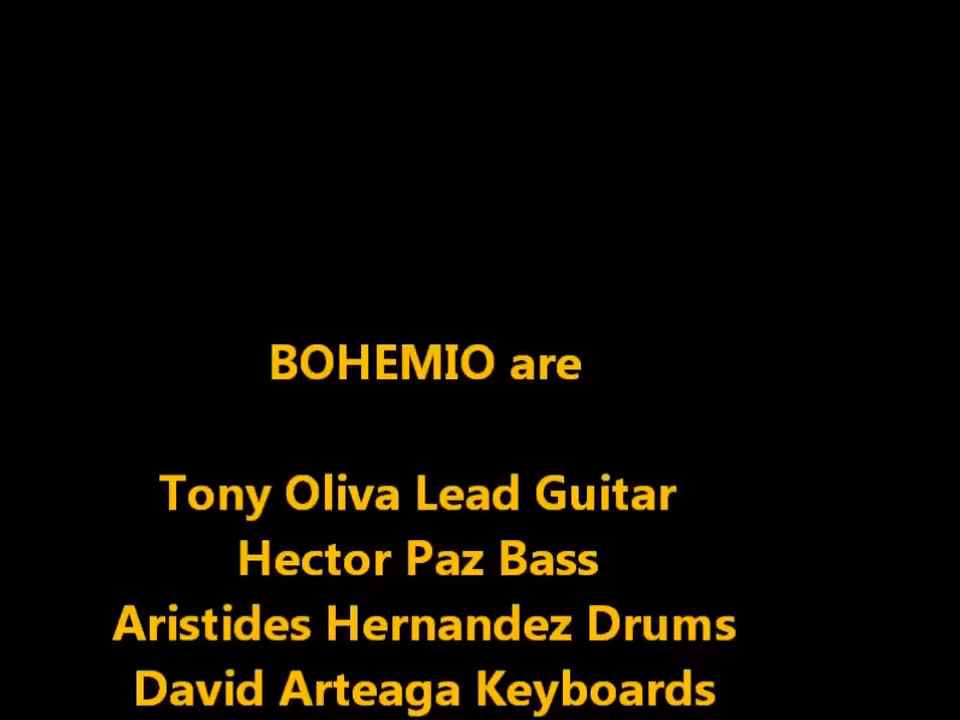 BOHEMIO are
Tony Oliva Lead Guitar
Hector Paz Bass
Aristides Hernandez Drums
David Arteaga Keyboards